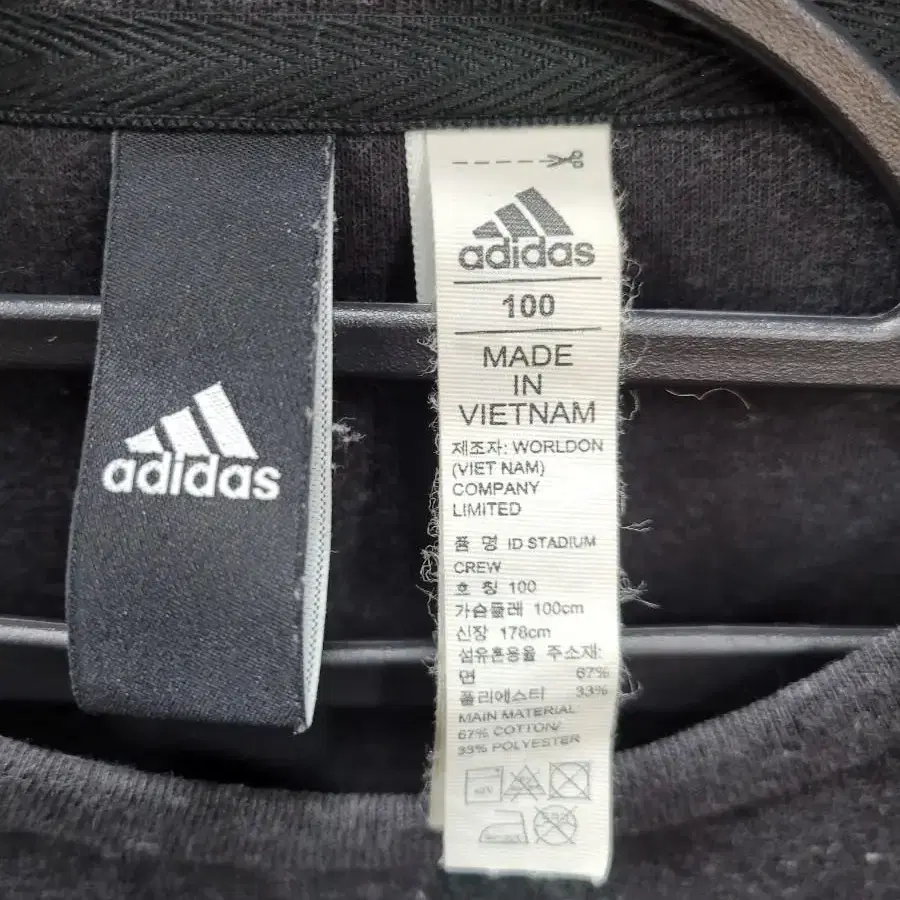 adidas
adidas
100
MADE
IN
VIETNAM
제조자: WORLDON
(VIET NAM)
COMPANY
LIMITED
품 명 ID STADIUM
CREW
호 칭 100
가슴둘레 100cm
신장 178cm
섬유혼용율 주소재:
면 67%
폴리에스터 33%
MAIN MATERIAL:
67% COTTON/
33% POLYESTER